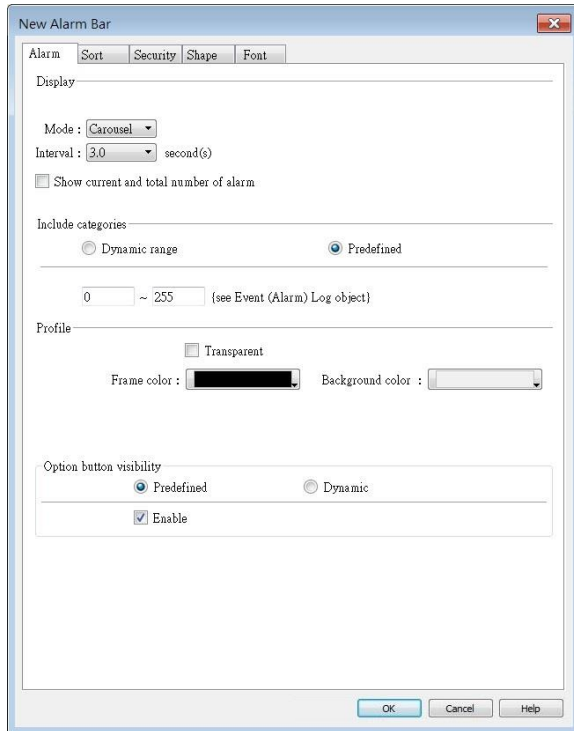 New Alarm Bar
Alarm Sort Security Shape Font
Display
Mode : Carousel
Interval : 3.0 second(s)
Show current and total number of alarm
Include categories
Dynamic range Predefined
0 ~ 255 {see Event (Alarm) Log object}
Profile
Transparent
Frame color : Background color :
Option button visibility
Predefined Dynamic
Enable
OK Cancel Help